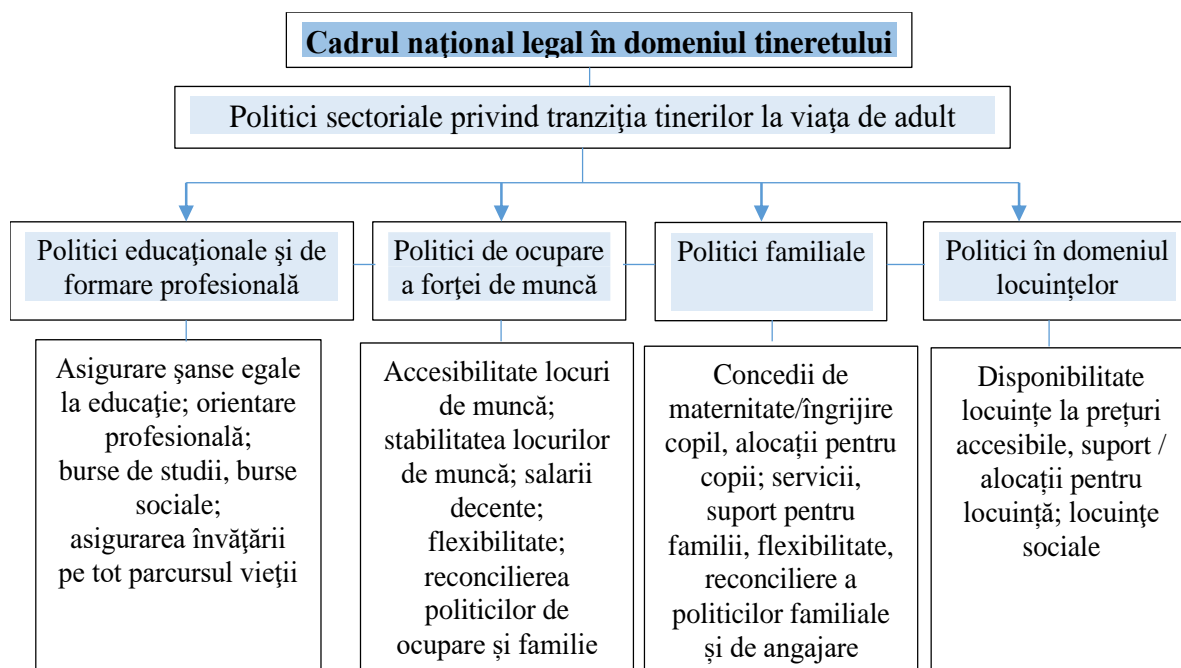 Cadrul național legal în domeniul tineretului
Politici sectoriale privind tranziţia tinerilor la viaţa de adult
Politici educaţionale şi de
formare profesională
Politici de ocupare
a forţei de muncă
Politici familiale
Politici în domeniul
locuințelor
Asigurare şanse egale
la educaţie; orientare
profesională;
burse de studii, burse
sociale;
asigurarea învăţării
pe tot parcursul vieţii
Accesibilitate locuri
de muncă;
stabilitatea locurilor
de muncă; salarii
decente;
flexibilitate;
reconcilierea
politicilor de
ocupare și familie
Concedii de
maternitate/îngrijire
copil, alocații pentru
copii; servicii,
suport pentru
familii, flexibilitate,
reconciliere a
politicilor familiale
și de angajare
Disponibilitate
locuințe la prețuri
accesibile, suport /
alocații pentru
locuință; locuinţe
sociale